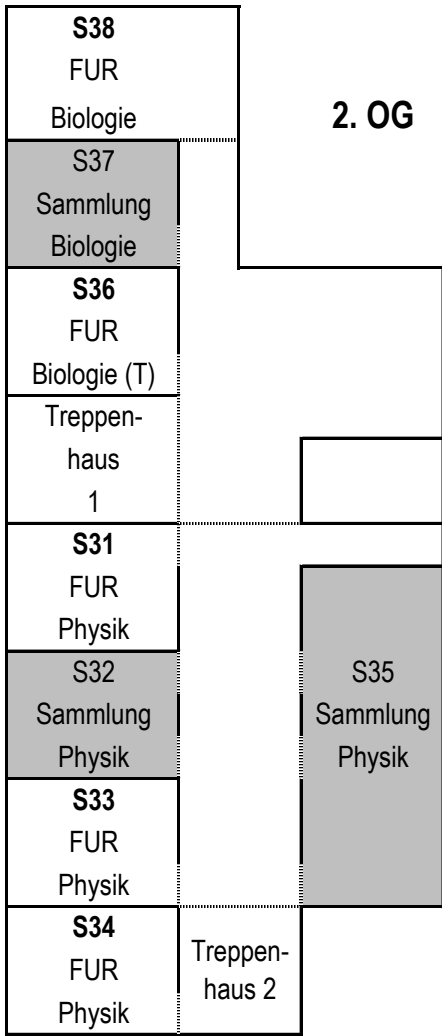 S38
FUR
Biologie
2. OG
S37
Sammlung
Biologie
S36
FUR
Biologie (T)
Treppen-
haus
1
S31
FUR
Physik
S32
Sammlung
Physik
S35
Sammlung
Physik
S33
FUR
Physik
S34
FUR
Physik
Treppen-
haus 2